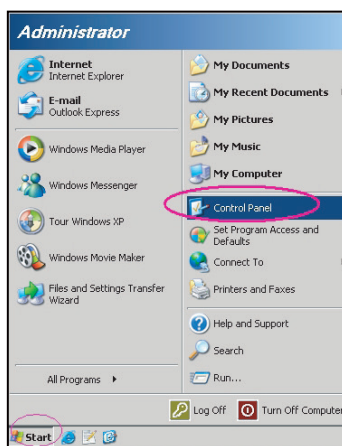 Administrator
Internet
Internet Explorer
E-mail
Outlook Express
Windows Media Player
Windows Messenger
Tour Windows XP
Windows Movie Maker
Files and Settings Transfer
Wizard
All Programs
My Documents
My Recent Documents
My Pictures
My Music
My Computer
Control Panel
Set Program Access and
Defaults
Connect To
Printers and Faxes
Help and Support
Search
Run...
Log Off
Turn Off Computer
Start